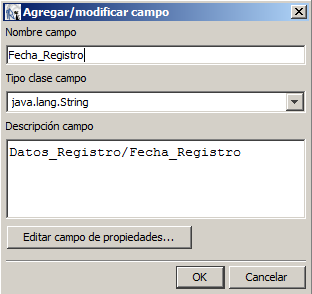 Agregar/modificar campo
Nombre campo
Fecha_Registro
Tipo clase campo
java.lang.String
Descripción campo
Datos_Registro/Fecha_Registro
Editar campo de propiedades...
OK
Cancelar